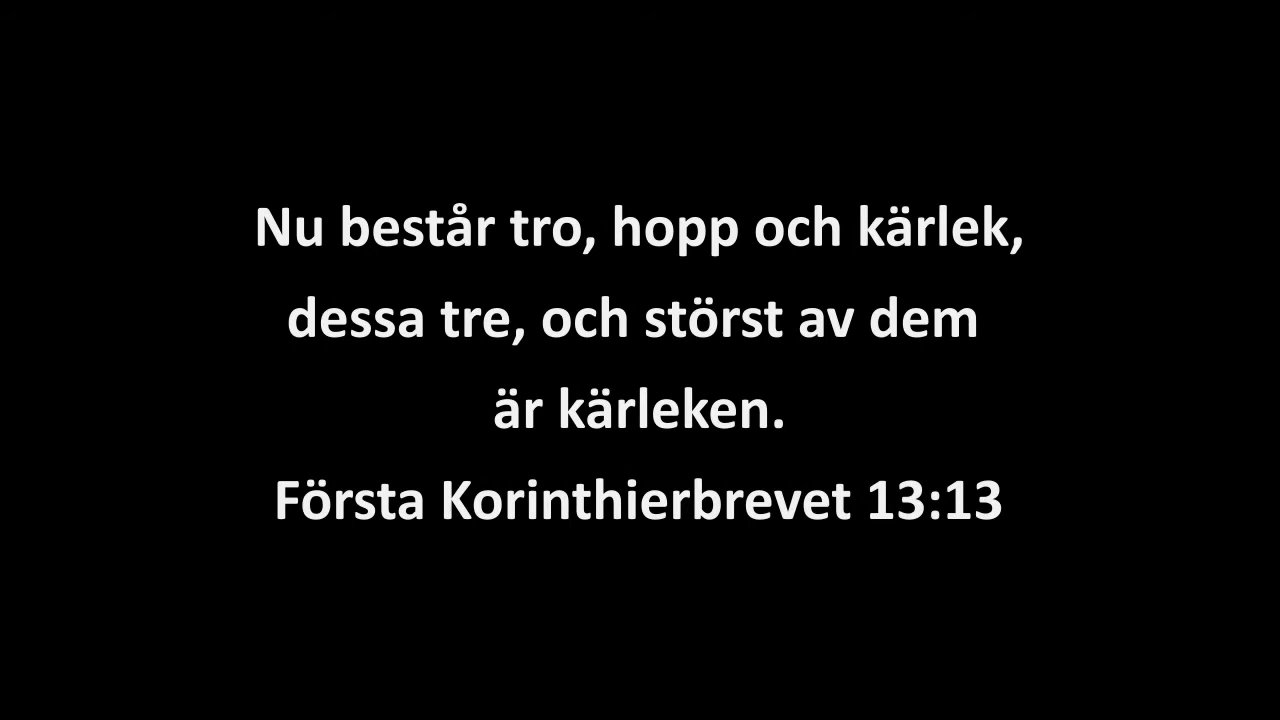 Nu består tro, hopp och kärlek,
dessa tre, och störst av dem
är kärleken.
Första Korinthierbrevet 13:13